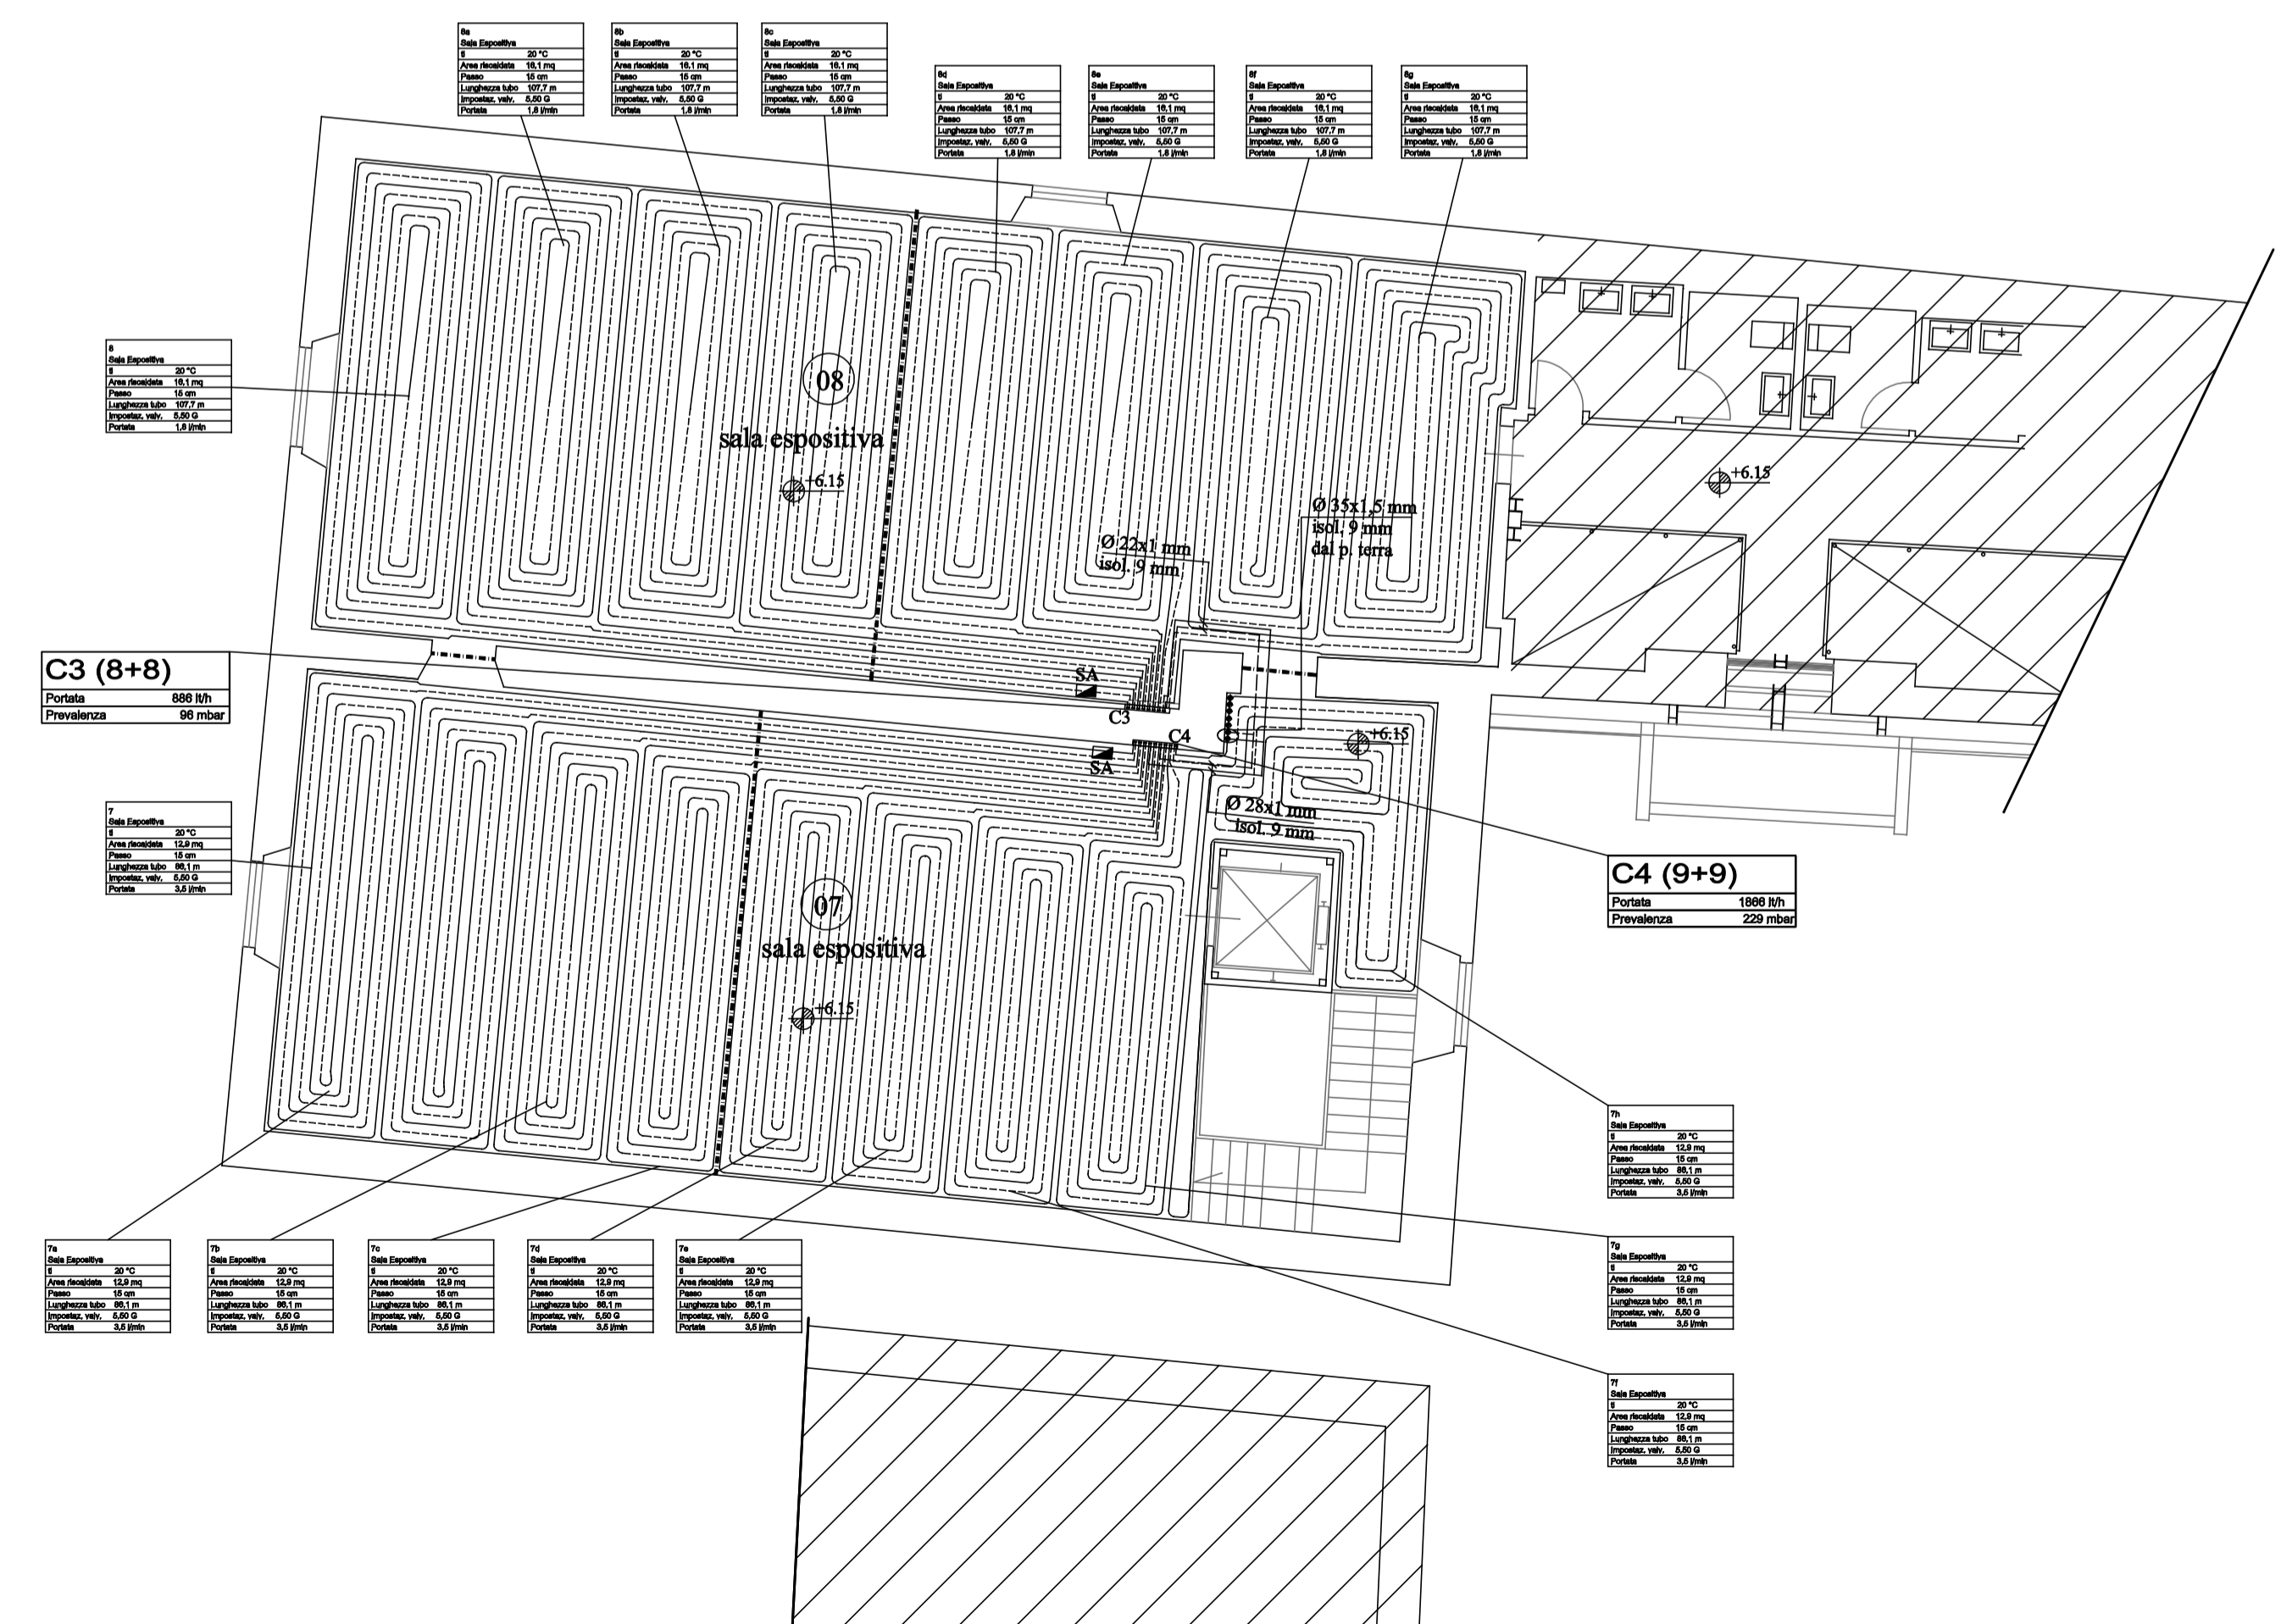 8a
Sala Espositiva
ti 20 °C
Area riscaldata 16,1 mq
Passo 15 cm
Lunghezza tubo 107,7 m
Impostaz. valv. 5,50 G
Portata 1,8 l/min
8b
Sala Espositiva
ti 20 °C
Area riscaldata 16,1 mq
Passo 15 cm
Lunghezza tubo 107,7 m
Impostaz. valv. 5,50 G
Portata 1,8 l/min
8c
Sala Espositiva
ti 20 °C
Area riscaldata 16,1 mq
Passo 15 cm
Lunghezza tubo 107,7 m
Impostaz. valv. 5,50 G
Portata 1,8 l/min
8d
Sala Espositiva
ti 20 °C
Area riscaldata 16,1 mq
Passo 15 cm
Lunghezza tubo 107,7 m
Impostaz. valv. 5,50 G
Portata 1,8 l/min
8e
Sala Espositiva
ti 20 °C
Area riscaldata 16,1 mq
Passo 15 cm
Lunghezza tubo 107,7 m
Impostaz. valv. 5,50 G
Portata 1,8 l/min
8f
Sala Espositiva
ti 20 °C
Area riscaldata 16,1 mq
Passo 15 cm
Lunghezza tubo 107,7 m
Impostaz. valv. 5,50 G
Portata 1,8 l/min
8g
Sala Espositiva
ti 20 °C
Area riscaldata 16,1 mq
Passo 15 cm
Lunghezza tubo 107,7 m
Impostaz. valv. 5,50 G
Portata 1,8 l/min
8
Sala Espositiva
ti 20 °C
Area riscaldata 16,1 mq
Passo 15 cm
Lunghezza tubo 107,7 m
Impostaz. valv. 5,50 G
Portata 1,8 l/min
08
sala espositiva
+6.15
+6.15
Ø 35x1,5 mm
isol. 9 mm
dal p. terra
Ø 22x1 mm
isol. 9 mm
C3 (8+8)
Portata 886 lt/h
Prevalenza 96 mbar
SA
C3
C4
SA
+6.15
Ø 28x1 mm
isol. 9 mm
7
Sala Espositiva
ti 20 °C
Area riscaldata 12,9 mq
Passo 15 cm
Lunghezza tubo 86,1 m
Impostaz. valv. 5,50 G
Portata 3,5 l/min
C4 (9+9)
Portata 1866 lt/h
Prevalenza 229 mbar
07
sala espositiva
+6.15
7h
Sala Espositiva
ti 20 °C
Area riscaldata 12,9 mq
Passo 15 cm
Lunghezza tubo 86,1 m
Impostaz. valv. 5,50 G
Portata 3,5 l/min
7a
Sala Espositiva
ti 20 °C
Area riscaldata 12,9 mq
Passo 15 cm
Lunghezza tubo 86,1 m
Impostaz. valv. 5,50 G
Portata 3,5 l/min
7b
Sala Espositiva
ti 20 °C
Area riscaldata 12,9 mq
Passo 15 cm
Lunghezza tubo 86,1 m
Impostaz. valv. 5,50 G
Portata 3,5 l/min
7c
Sala Espositiva
ti 20 °C
Area riscaldata 12,9 mq
Passo 15 cm
Lunghezza tubo 86,1 m
Impostaz. valv. 5,50 G
Portata 3,5 l/min
7d
Sala Espositiva
ti 20 °C
Area riscaldata 12,9 mq
Passo 15 cm
Lunghezza tubo 86,1 m
Impostaz. valv. 5,50 G
Portata 3,5 l/min
7e
Sala Espositiva
ti 20 °C
Area riscaldata 12,9 mq
Passo 15 cm
Lunghezza tubo 86,1 m
Impostaz. valv. 5,50 G
Portata 3,5 l/min
7g
Sala Espositiva
ti 20 °C
Area riscaldata 12,9 mq
Passo 15 cm
Lunghezza tubo 86,1 m
Impostaz. valv. 5,50 G
Portata 3,5 l/min
7f
Sala Espositiva
ti 20 °C
Area riscaldata 12,9 mq
Passo 15 cm
Lunghezza tubo 86,1 m
Impostaz. valv. 5,50 G
Portata 3,5 l/min